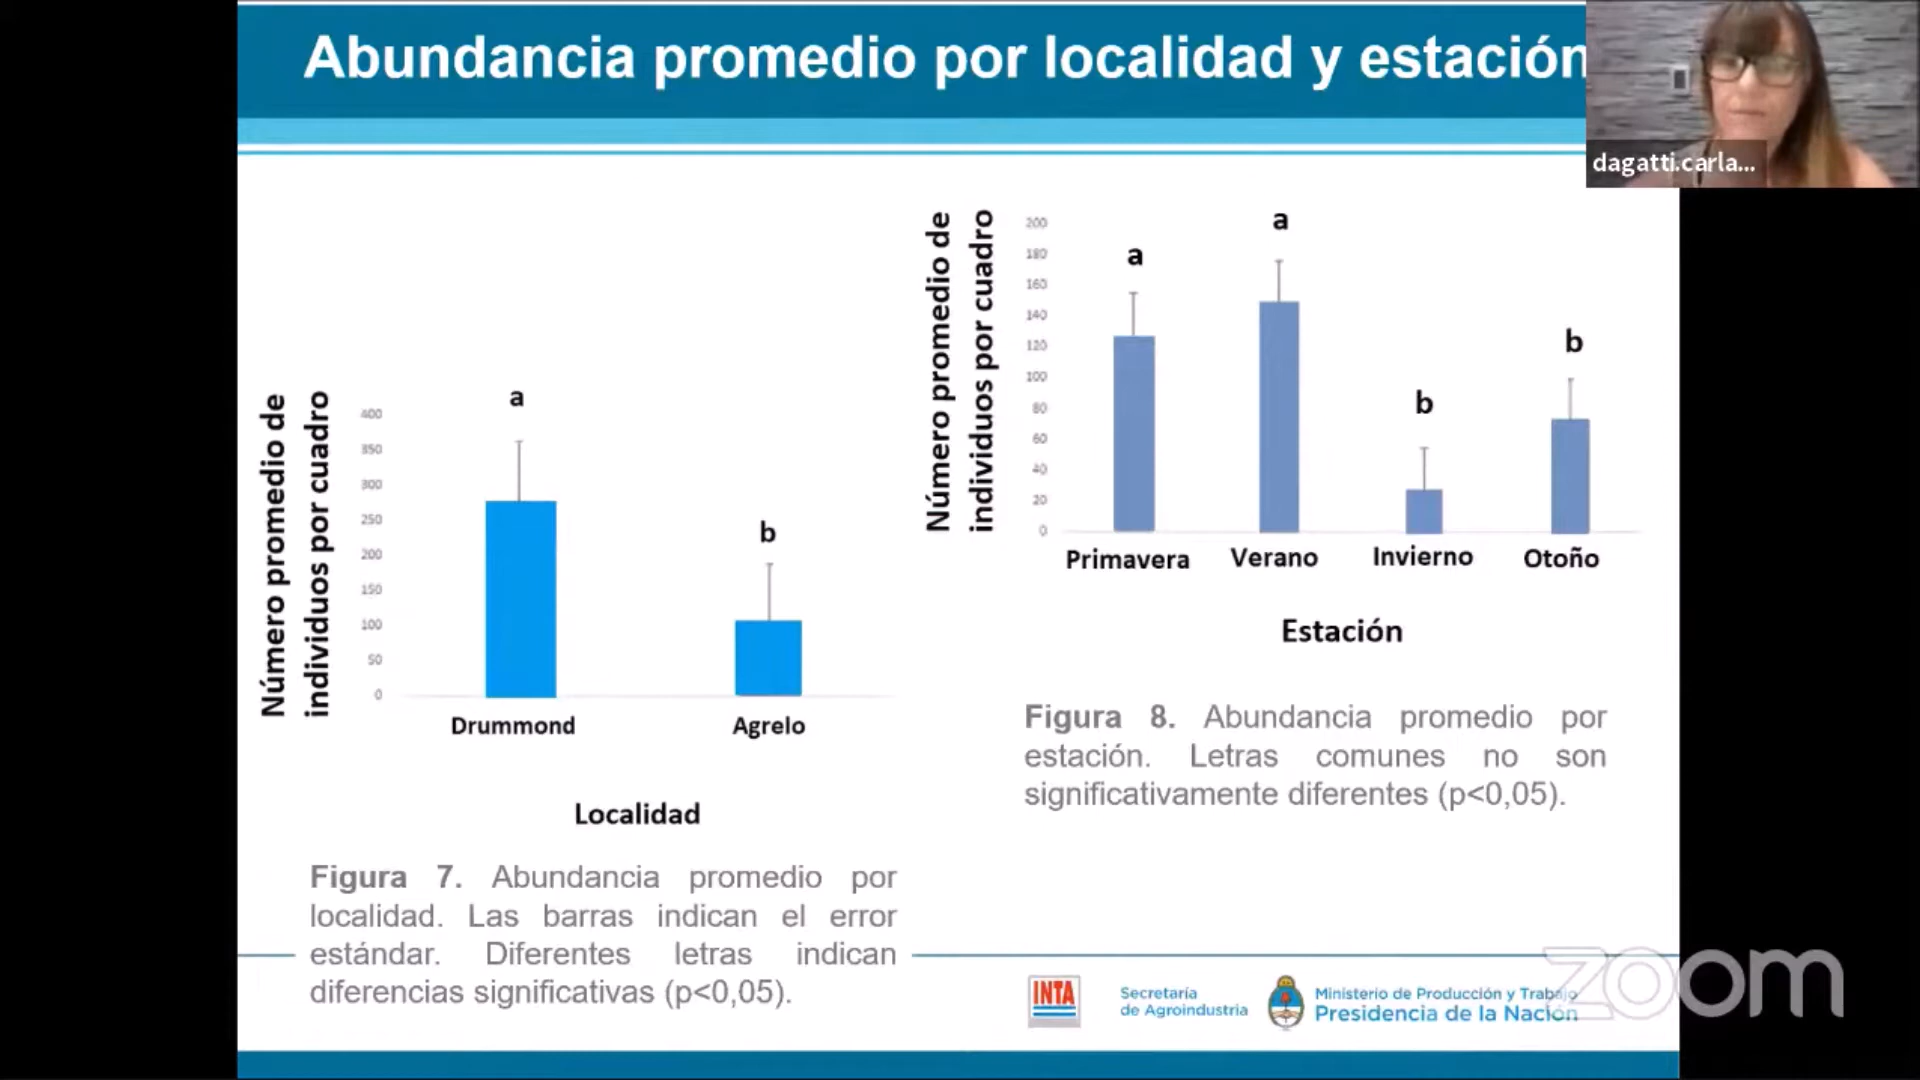 Abundancia promedio por localidad y estación
dagatti.carla...
Número promedio de
individuos por cuadro
400
350
300
250
200
150
100
50
0
a
b
Drummond
Agrelo
Localidad
Figura 7. Abundancia promedio por
localidad. Las barras indican el error
estándar. Diferentes letras indican
diferencias significativas (p<0,05).
Número promedio de
individuos por cuadro
200
180
160
140
120
100
80
60
40
20
0
a
a
b
b
Primavera
Verano
Invierno
Otoño
Estación
Figura 8. Abundancia promedio por
estación. Letras comunes no son
significativamente diferentes (p<0,05).
INTA
Secretaría
de Agroindustria
Ministerio de Producción y Trabajo
Presidencia de la Nación
zoom